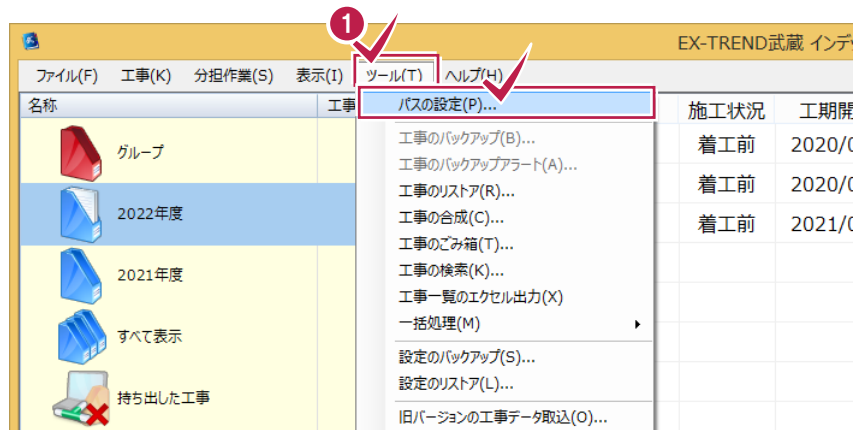 1
EX-TREND武蔵 インデ
ファイル(F) 工事(K) 分担作業(S) 表示(I) ツール(T) ヘルプ(H)
名称 工事 施工状況 工期開
パスの設定(P)...
工事のバックアップ(B)...
工事のバックアップアラート(A)...
工事のリストア(R)...
工事の合成(C)...
工事のごみ箱(T)...
工事の検索(K)...
工事一覧のエクセル出力(X)
一括処理(M)
設定のバックアップ(S)...
設定のリストア(L)...
旧バージョンの工事データ取込(O)...
グループ
2022年度
2021年度
すべて表示
持ち出した工事
着工前 2020/0
着工前 2020/0
着工前 2021/0